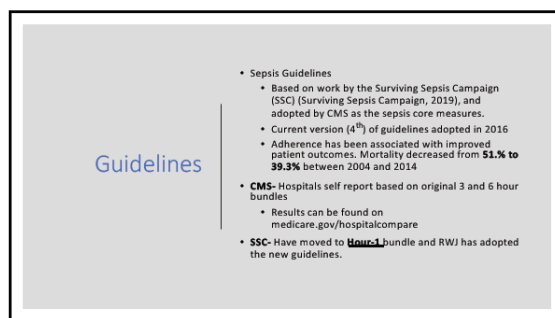 Guidelines
• Sepsis Guidelines
• Based on work by the Surviving Sepsis Campaign
(SSC) (Surviving Sepsis Campaign, 2019), and
adopted by CMS as the sepsis core measures.
• Current version (4th) of guidelines adopted in 2016
• Adherence has been associated with improved
patient outcomes. Mortality decreased from 51.% to
39.3% between 2004 and 2014
• CMS- Hospitals self report based on original 3 and 6 hour
bundles
• Results can be found on
medicare.gov/hospitalcompare
• SSC- Have moved to Hour-1 bundle and RWJ has adopted
the new guidelines.